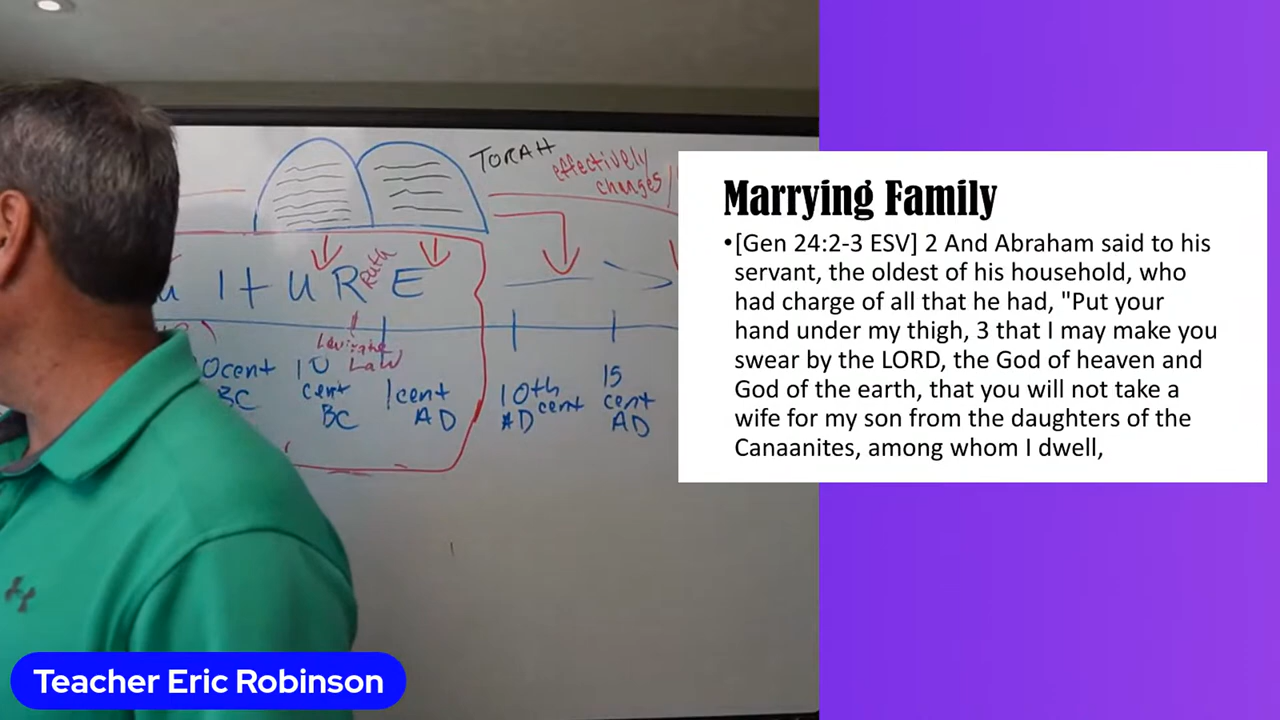 TORAH
effectively
changes/
u l t u R E
Ruth
Levirate
Law
0cent
BC
10
cent
BC
1cent
AD
10th
cent
AD
15
cent
AD
Marrying Family
•[Gen 24:2-3 ESV] 2 And Abraham said to his
servant, the oldest of his household, who
had charge of all that he had, "Put your
hand under my thigh, 3 that I may make you
swear by the LORD, the God of heaven and
God of the earth, that you will not take a
wife for my son from the daughters of the
Canaanites, among whom I dwell,
Teacher Eric Robinson